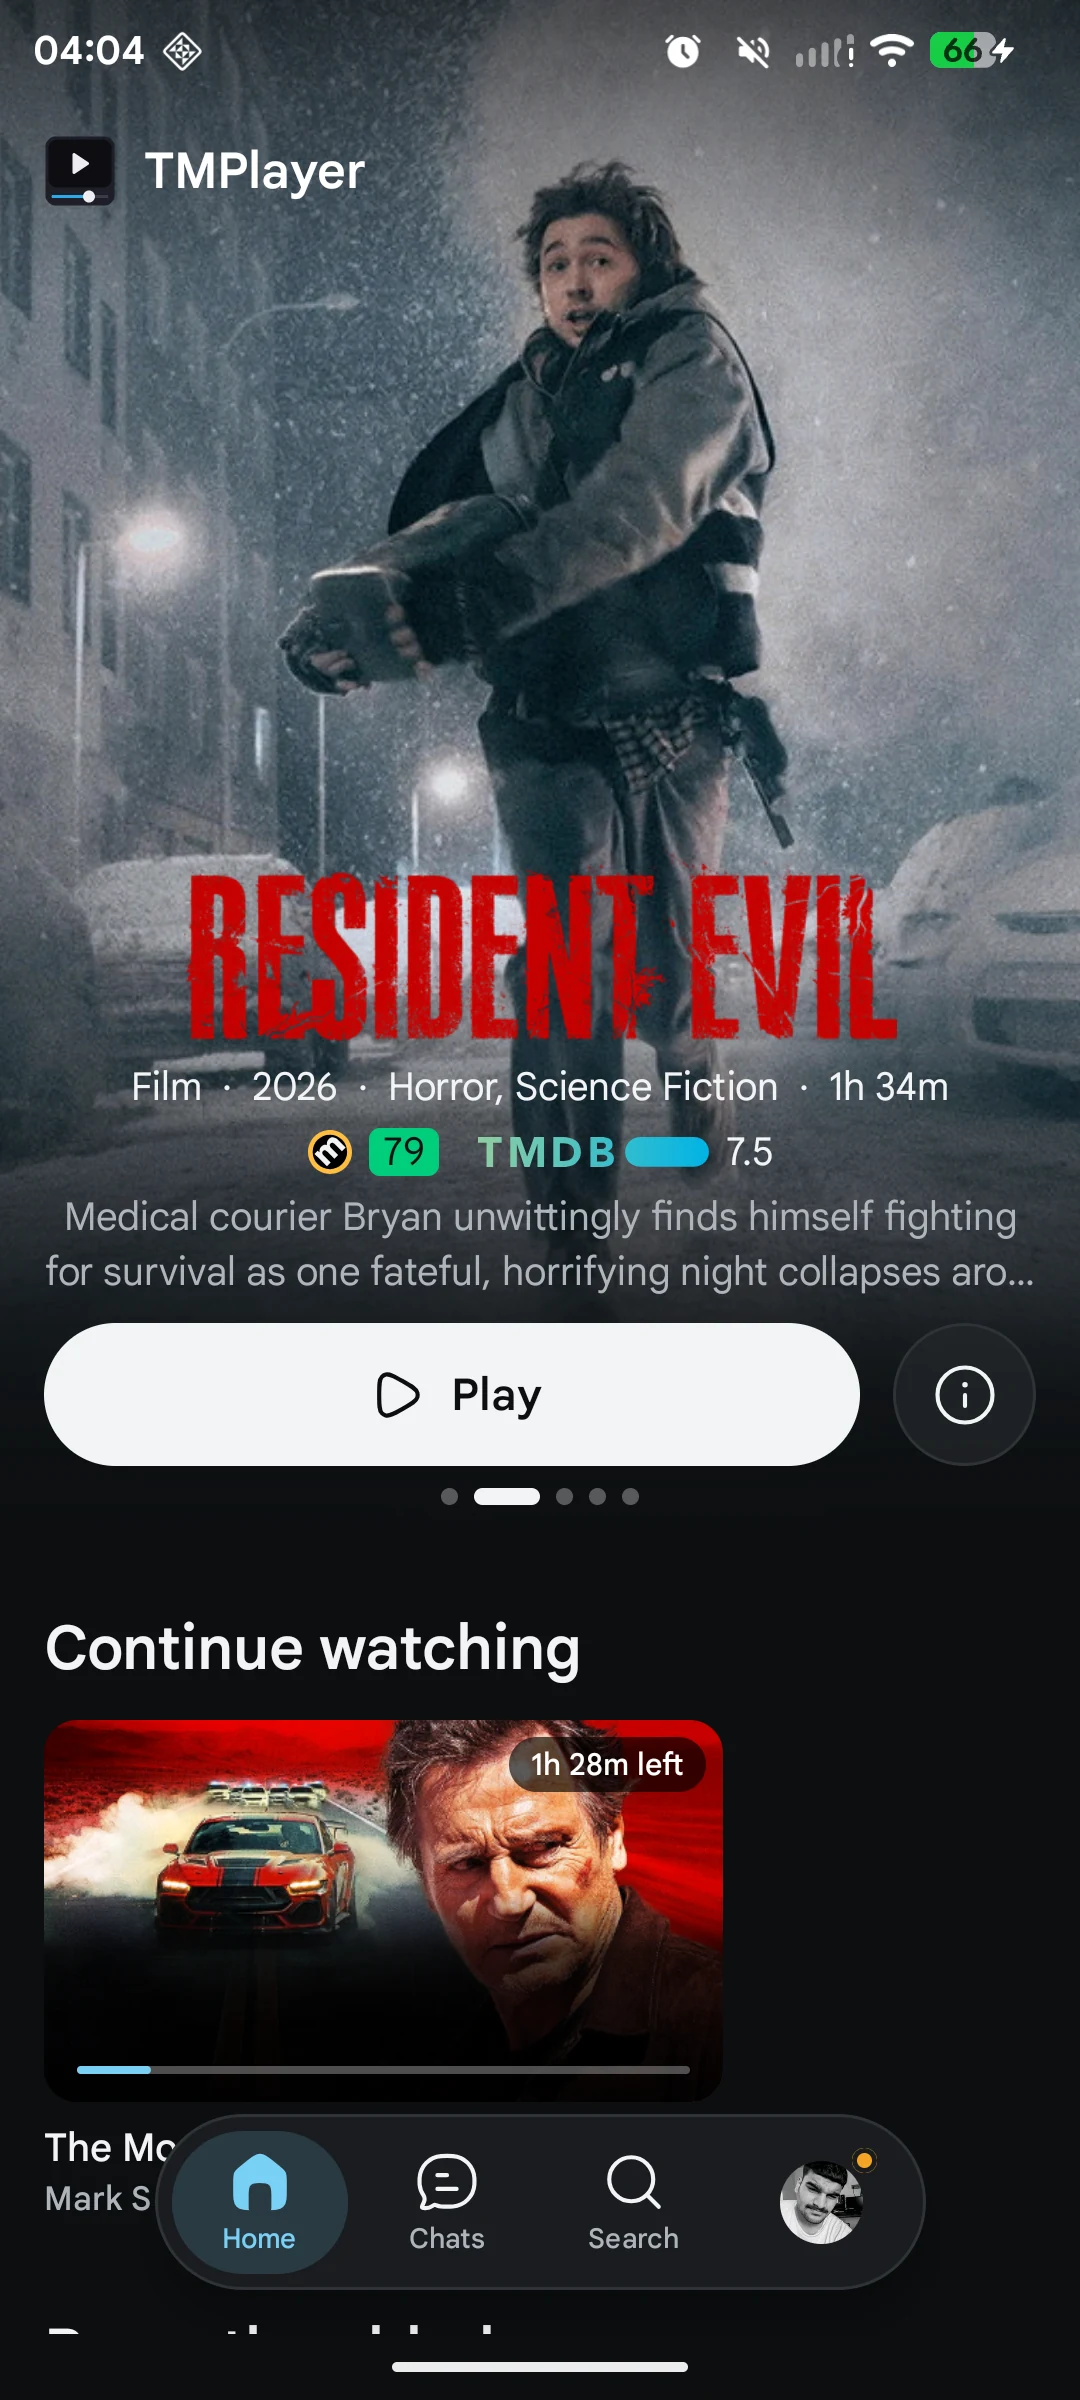 04:04
66
TMPlayer
RESIDENT EVIL
Film · 2026 · Horror, Science Fiction · 1h 34m
m 79 TMDB 7.5
Medical courier Bryan unwittingly finds himself fighting
for survival as one fateful, horrifying night collapses aro...
Play
Continue watching
1h 28m left
The Mo
Mark S
Home
Chats
Search